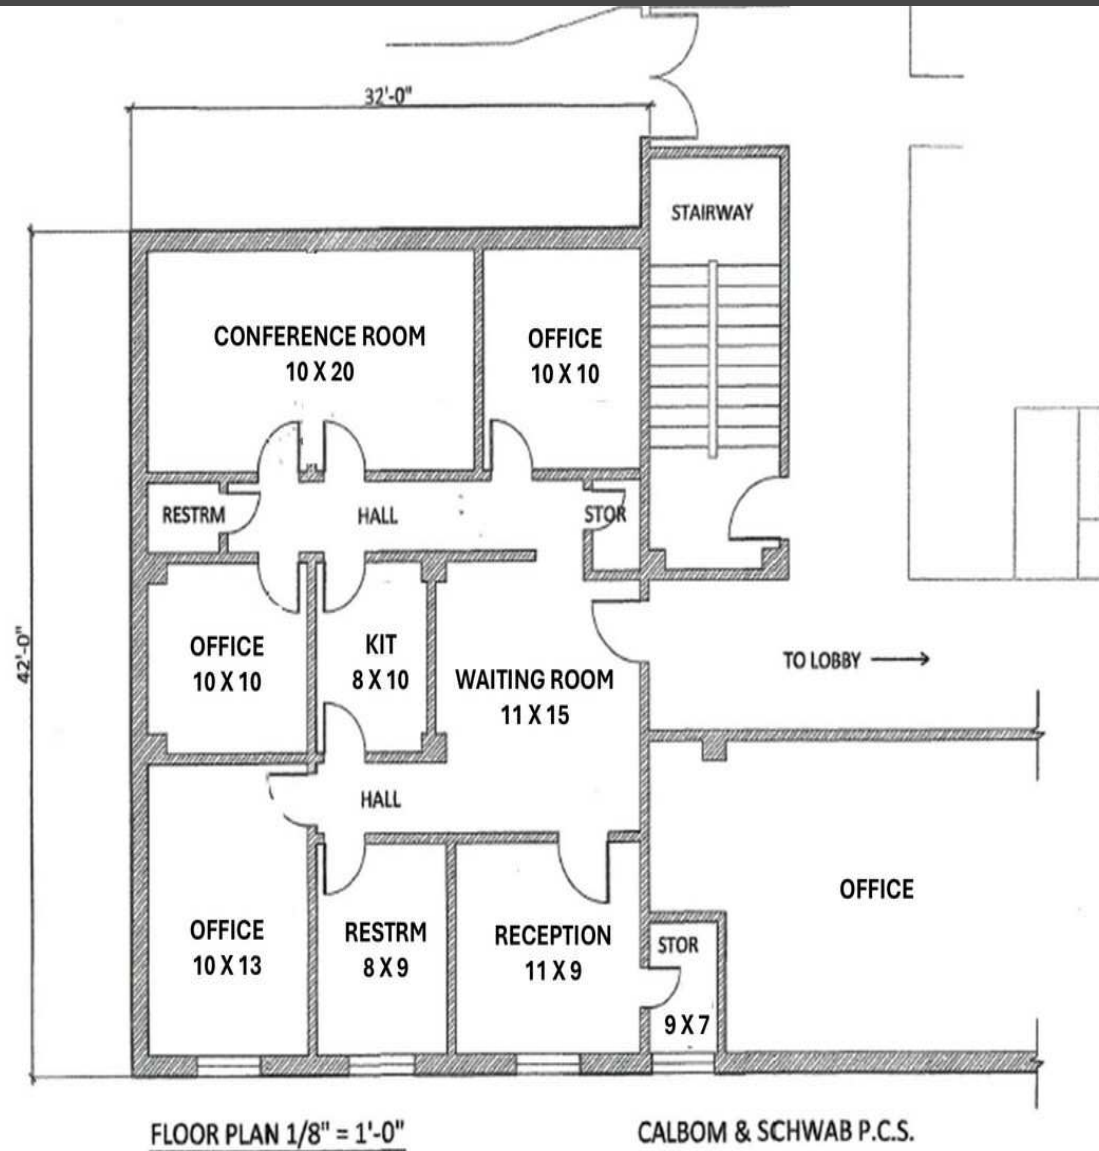 32'-0"
STAIRWAY
CONFERENCE ROOM
10 X 20
OFFICE
10 X 10
RESTRM
HALL
STOR
42'-0"
OFFICE
10 X 10
KIT
8 X 10
WAITING ROOM
11 X 15
TO LOBBY
HALL
OFFICE
OFFICE
10 X 13
RESTRM
8 X 9
RECEPTION
11 X 9
STOR
9 X 7
FLOOR PLAN 1/8" = 1'-0"
CALBOM & SCHWAB P.C.S.